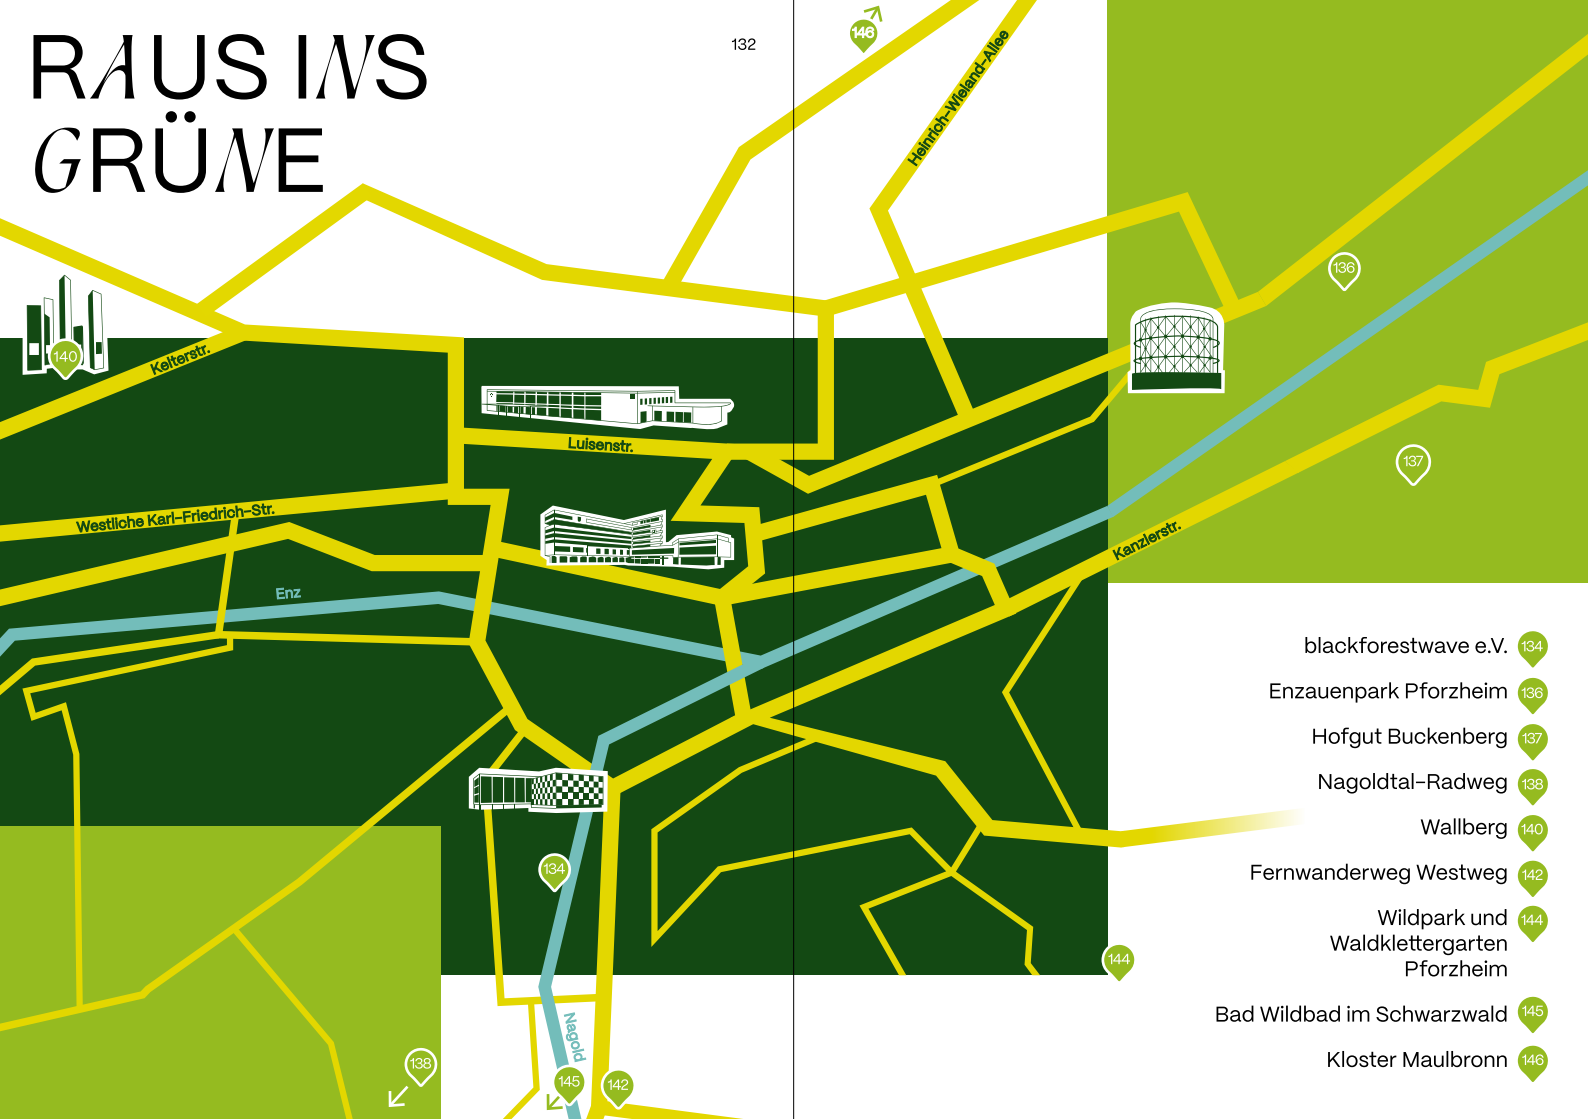 RAUS INS
GRÜNE
132
146
Heinrich-Wieland-Allee
136
140
Kelterstr.
Luisenstr.
137
Westliche Karl-Friedrich-Str.
Kanzlerstr.
Enz
134
144
Nagold
138
145
142
blackforestwave e.V. 134
Enzauenpark Pforzheim 136
Hofgut Buckenberg 137
Nagoldtal-Radweg 138
Wallberg 140
Fernwanderweg Westweg 142
Wildpark und 144
Waldklettergarten
Pforzheim
Bad Wildbad im Schwarzwald 145
Kloster Maulbronn 146